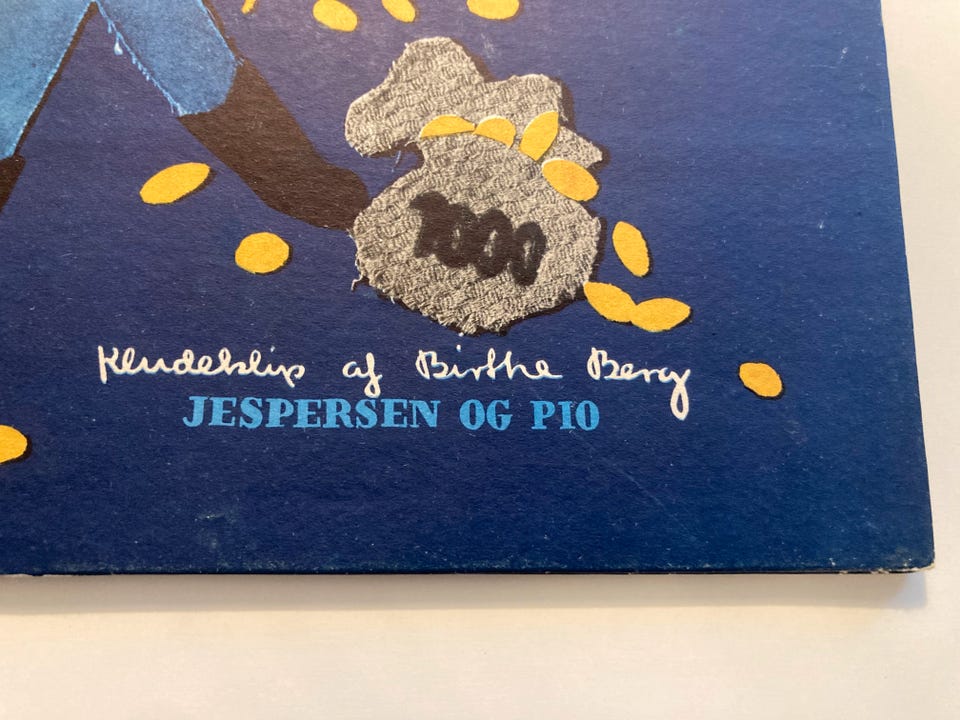 1000
Kludeklip af Birthe Berg
JESPERSEN OG PIO